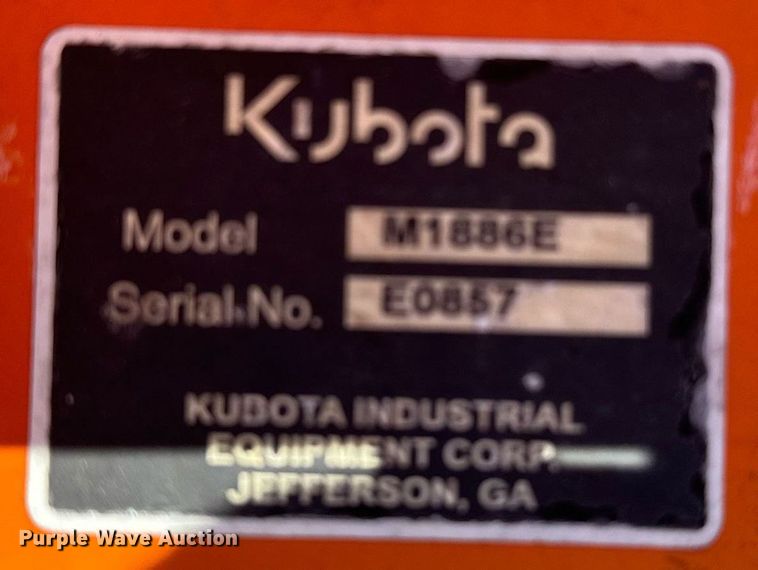 Kubota
Model M1886E
Serial No. E0857
KUBOTA INDUSTRIAL
EQUIPMENT CORP.
JEFFERSON, GA
Purple Wave Auction